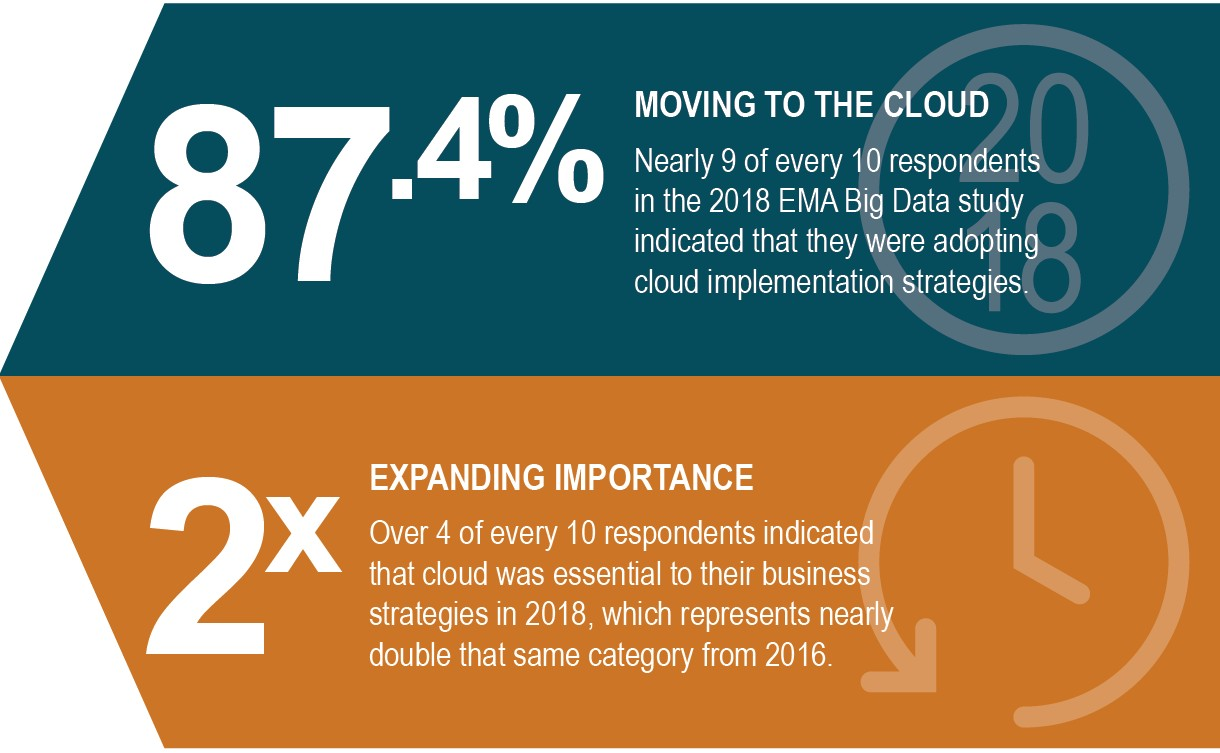 87.4%
MOVING TO THE CLOUD
Nearly 9 of every 10 respondents
in the 2018 EMA Big Data study
indicated that they were adopting
cloud implementation strategies.
20
18
2x
EXPANDING IMPORTANCE
Over 4 of every 10 respondents indicated
that cloud was essential to their business
strategies in 2018, which represents nearly
double that same category from 2016.